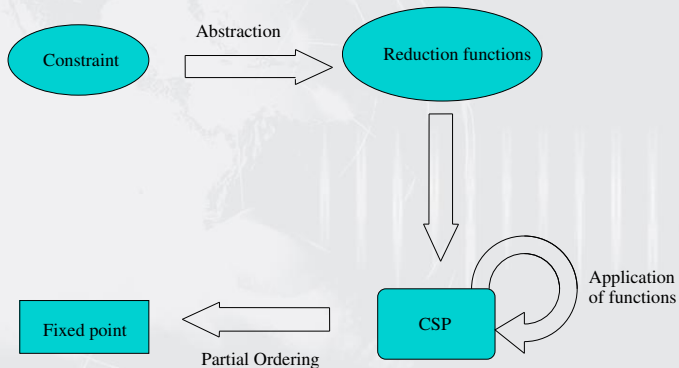 Constraint
Abstraction
Reduction functions
Application
of functions
CSP
Partial Ordering
Fixed point